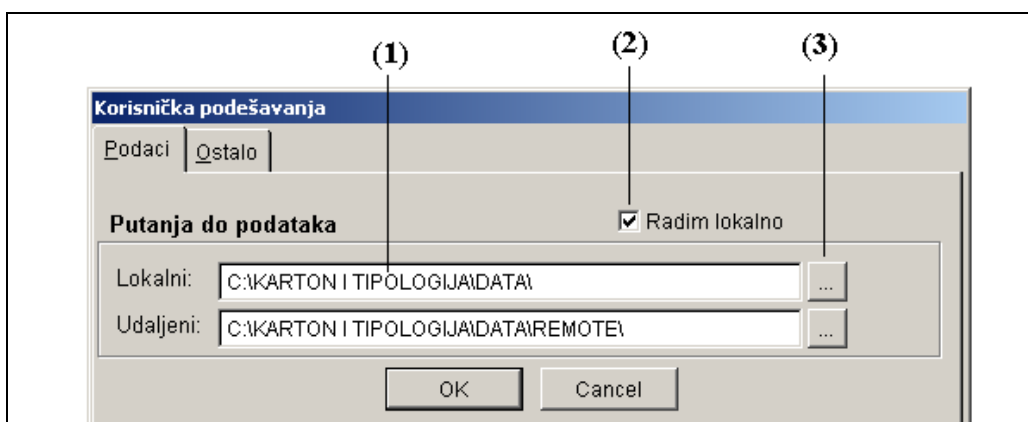 (1) (2) (3)
Korisnička podešavanja
Podaci Ostalo
Putanja do podataka Radim lokalno
Lokalni: C:\KARTON I TIPOLOGIJA\DATA\ ...
Udaljeni: C:\KARTON I TIPOLOGIJA\DATA\REMOTE\ ...
OK Cancel